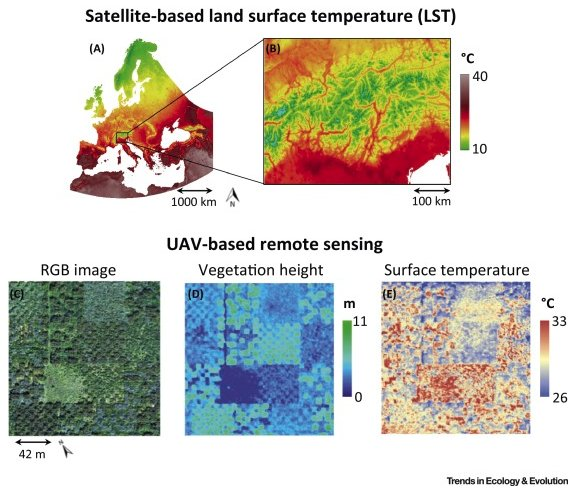 Satellite-based land surface temperature (LST)
(A)
(B)
°C
40
10
1000 km
N
100 km
UAV-based remote sensing
RGB image
Vegetation height
Surface temperature
(C)
(D)
(E)
m
11
0
°C
33
26
42 m
N
Trends in Ecology & Evolution